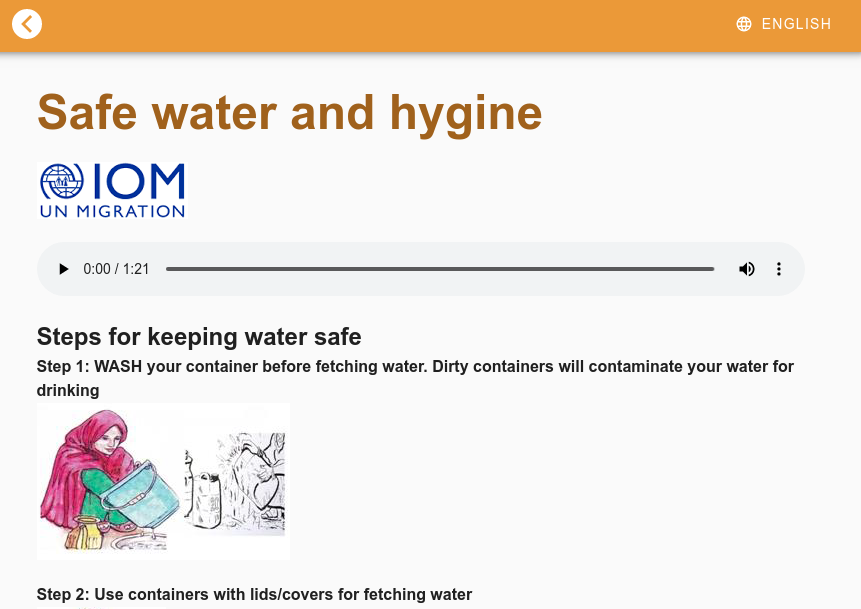 ENGLISH
Safe water and hygine
IOM
UN MIGRATION
0:00 / 1:21
Steps for keeping water safe
Step 1: WASH your container before fetching water. Dirty containers will contaminate your water for
drinking
Step 2: Use containers with lids/covers for fetching water